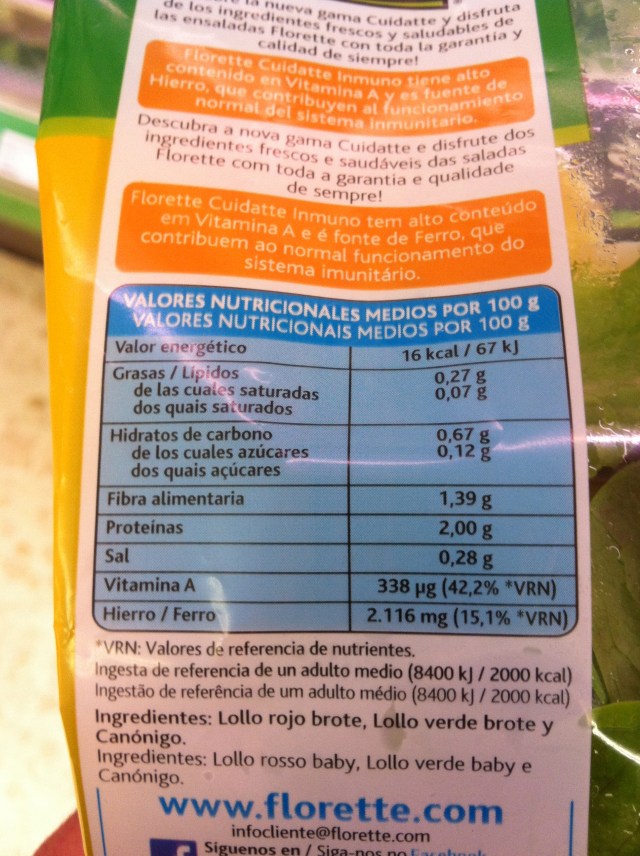 la nueva gama Cuidatte y disfruta
de los ingredientes frescos y saludables de
las ensaladas Florette con toda la garantía y
calidad de siempre!
Florette Cuidatte Inmuno tiene alto
contenido en Vitamina A y es fuente de
Hierro, que contribuyen al funcionamiento
normal del sistema inmunitario.
Descubra a nova gama Cuidatte e disfrute dos
ingredientes frescos e saudáveis das saladas
Florette com toda a garantia e qualidade
de sempre!
Florette Cuidatte Inmuno tem alto conteúdo
em Vitamina A e é fonte de Ferro, que
contribuem ao normal funcionamento do
sistema imunitário.
VALORES NUTRICIONALES MEDIOS POR 100 g
VALORES NUTRICIONAIS MEDIOS POR 100 g
Valor energético 16 kcal / 67 kJ
Grasas / Lípidos 0,27 g
de las cuales saturadas 0,07 g
dos quais saturados
Hidratos de carbono 0,67 g
de los cuales azúcares 0,12 g
dos quais açúcares
Fibra alimentaria 1,39 g
Proteínas 2,00 g
Sal 0,28 g
Vitamina A 338 µg (42,2% *VRN)
Hierro / Ferro 2.116 mg (15,1% *VRN)
*VRN: Valores de referencia de nutrientes.
Ingesta de referencia de un adulto medio (8400 kJ / 2000 kcal)
Ingestão de referência de um adulto médio (8400 kJ / 2000 kcal)
Ingredientes: Lollo rojo brote, Lollo verde brote y
Canónigo.
Ingredientes: Lollo rosso baby, Lollo verde baby e
Canónigo.
www.florette.com
infocliente@florette.com
f Síguenos en / Siga-nos no Facebook